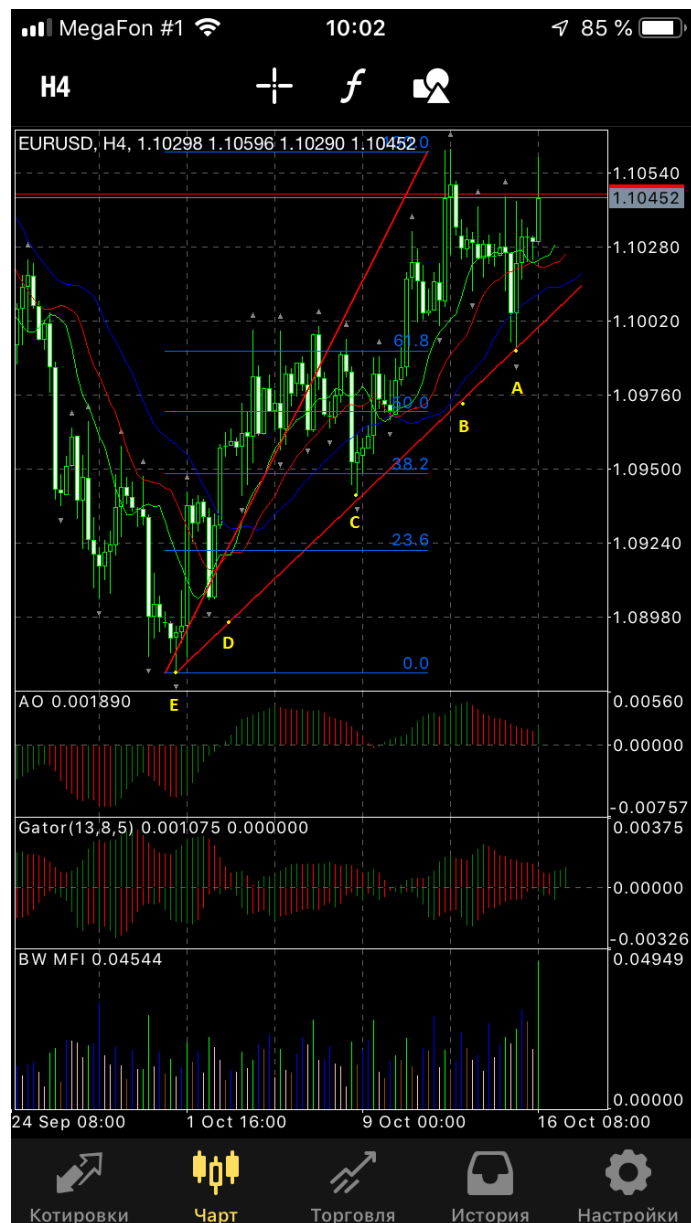 MegaFon #1 10:02 85 %
H4
EURUSD, H4, 1.10298 1.10596 1.10290 1.10452
100.0
1.10540
1.10452
1.10280
1.10020
61.8
A
1.09760
50.0
B
1.09500
38.2
C
1.09240
23.6
1.08980
D
0.0
E
AO 0.001890
0.00560
0.00000
-0.00757
Gator(13,8,5) 0.001075 0.000000
0.00375
0.00000
-0.00326
BW MFI 0.04544
0.04949
0.00000
24 Sep 08:00 1 Oct 16:00 9 Oct 00:00 16 Oct 08:00
Котировки Чарт Торговля История Настройки